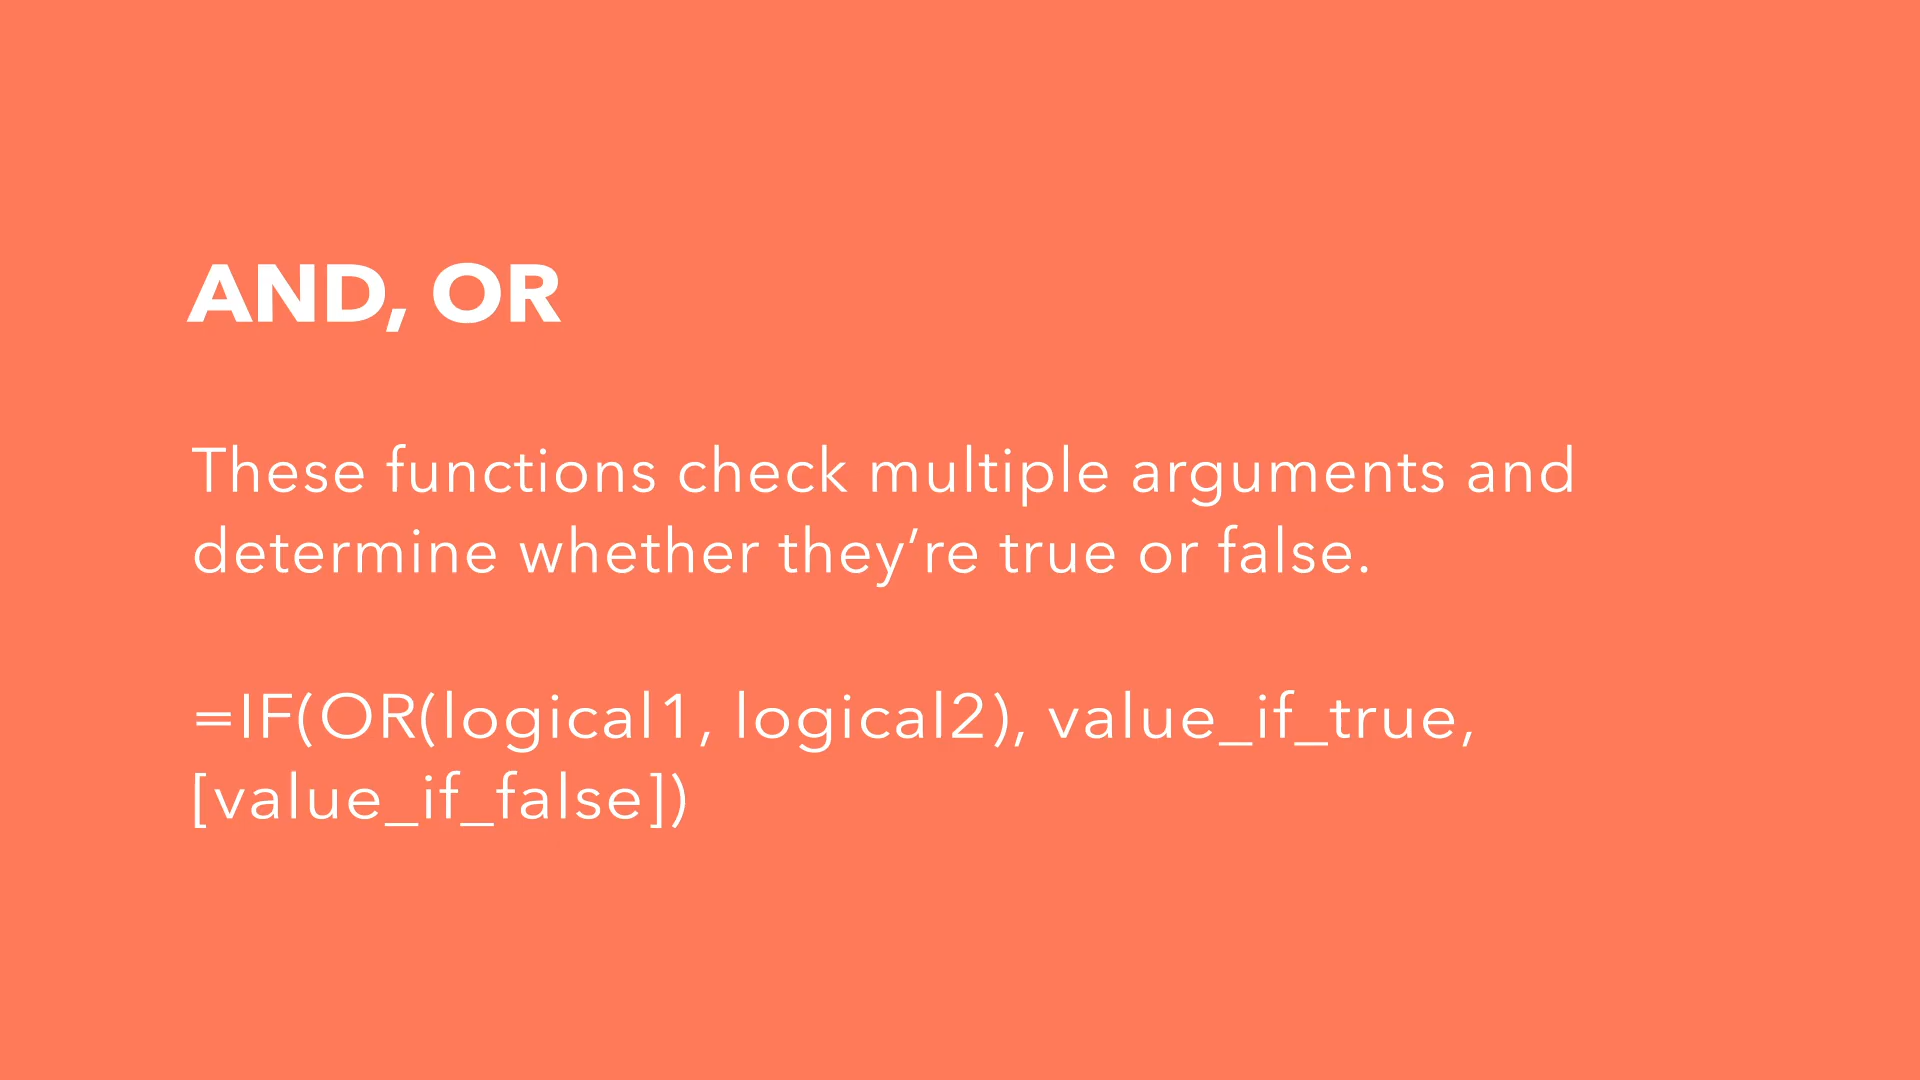 AND, OR
These functions check multiple arguments and
determine whether they’re true or false.
=IF(OR(logical1, logical2), value_if_true,
[value_if_false])